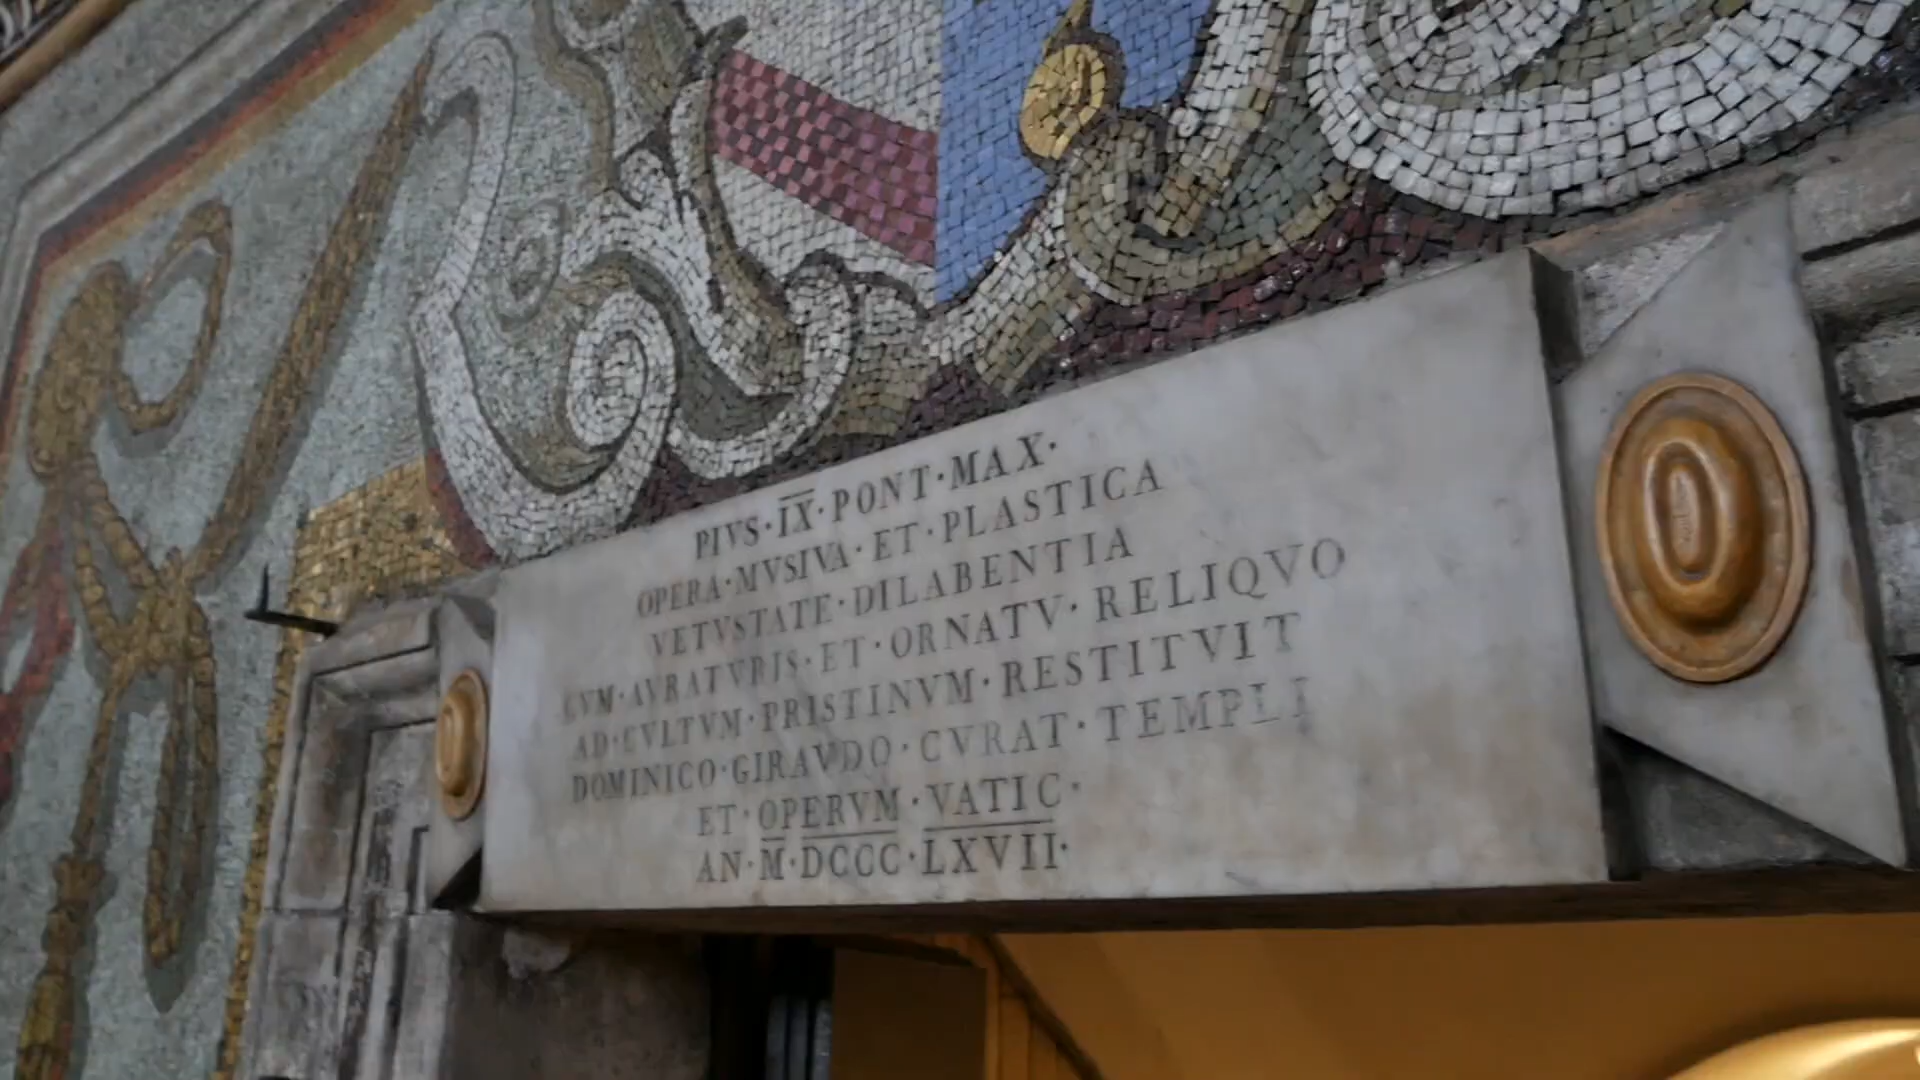 PIVS·IX·PONT·MAX·
OPERA·MVSIVA·ET·PLASTICA
VETVSTATE·DILABENTIA
CVM·AVRATVRIS·ET·ORNATV·RELIQVO
AD·CVLTVM·PRISTINVM·RESTITVIT
DOMINICO·GIRAVDO·CVRAT·TEMPLI
ET·OPERVM·VATIC·
AN·M·DCCC·LXVII·